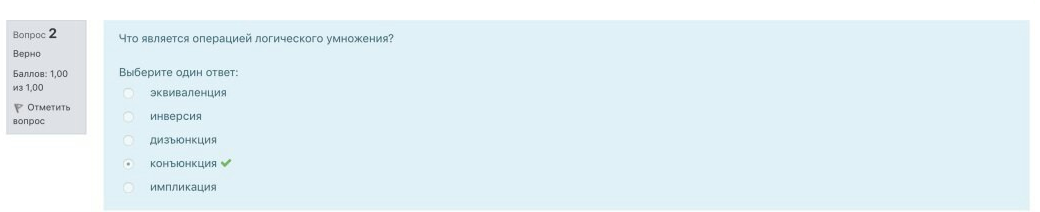 Вопрос 2
Верно
Баллов: 1,00
из 1,00
Отметить
вопрос
Что является операцией логического умножения?
Выберите один ответ:
эквиваленция
инверсия
дизъюнкция
конъюнкция
импликация